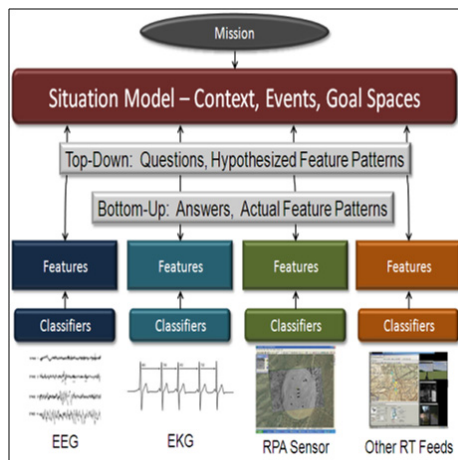 Mission
Situation Model – Context, Events, Goal Spaces
Top-Down: Questions, Hypothesized Feature Patterns
Bottom-Up: Answers, Actual Feature Patterns
Features Features Features Features
Classifiers Classifiers Classifiers Classifiers
EEG EKG RPA Sensor Other RT Feeds